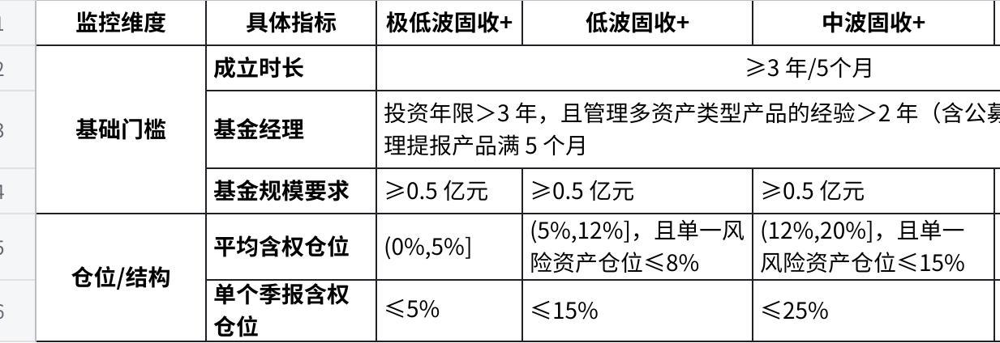 监控维度 具体指标 极低波固收+ 低波固收+ 中波固收+
成立时长 ≥3 年/5个月
基础门槛 基金经理 投资年限＞3 年，且管理多资产类型产品的经验＞2 年（含公募
理提报产品满 5 个月
基金规模要求 ≥0.5 亿元 ≥0.5 亿元 ≥0.5 亿元
仓位/结构 平均含权仓位 (0%,5%] (5%,12%]，且单一风 (12%,20%]，且单一
险资产仓位≤8% 风险资产仓位≤15%
单个季报含权 ≤5% ≤15% ≤25%
仓位